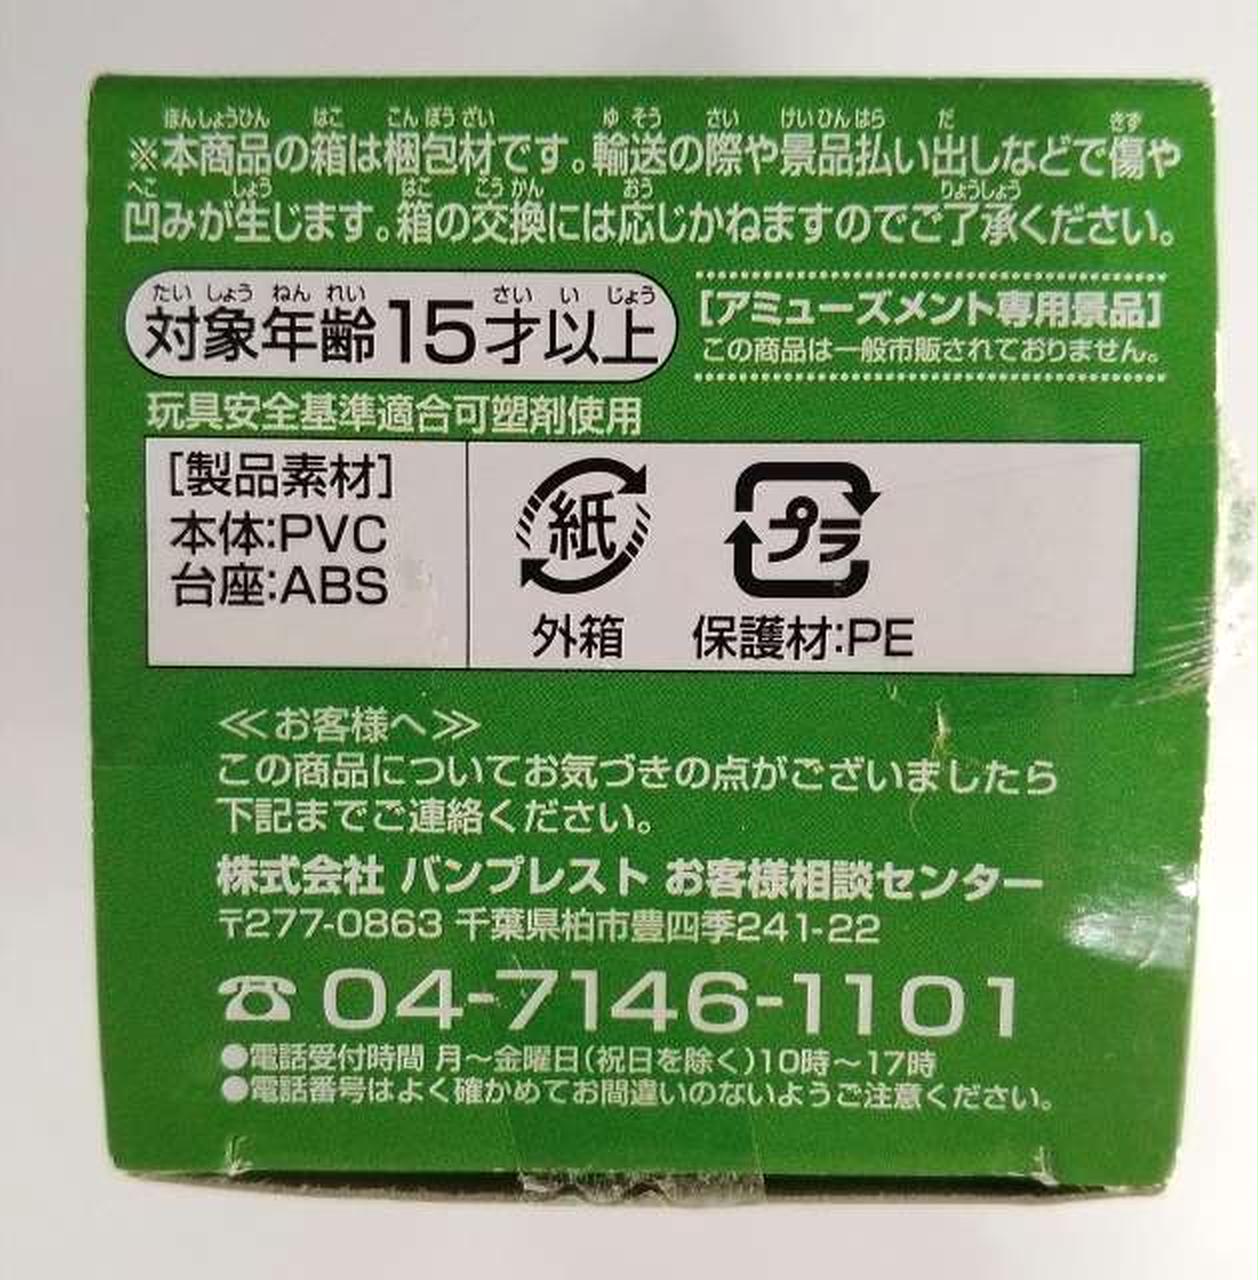 ※本商品の箱は梱包材です。輸送の際や景品払い出しなどで傷や
凹みが生じます。箱の交換には応じかねますのでご了承ください。
対象年齢15才以上
[アミューズメント専用景品]
この商品は一般市販されておりません。
玩具安全基準適合可塑剤使用
[製品素材]
本体:PVC
台座:ABS
紙
外箱
プラ
保護材:PE
≪お客様へ≫
この商品についてお気づきの点がございましたら
下記までご連絡ください。
株式会社 バンプレスト お客様相談センター
〒277-0863 千葉県柏市豊四季241-22
☎04-7146-1101
●電話受付時間 月～金曜日(祝日を除く)10時～17時
●電話番号はよく確かめてお間違いのないようご注意ください。